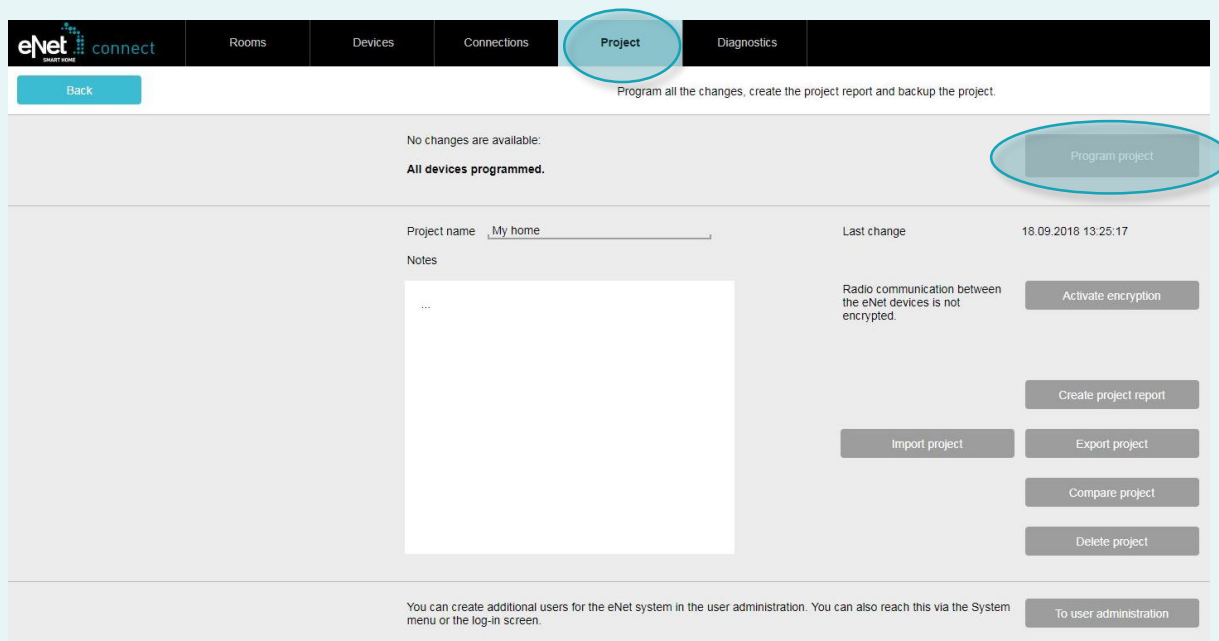 eNet connect
SMART HOME
Rooms
Devices
Connections
Project
Diagnostics
Back
Program all the changes, create the project report and backup the project.
No changes are available:
All devices programmed.
Program project
Project name
My home
Last change
18.09.2018 13:25:17
Notes
...
Radio communication between
the eNet devices is not
encrypted.
Activate encryption
Create project report
Import project
Export project
Compare project
Delete project
You can create additional users for the eNet system in the user administration. You can also reach this via the System
menu or the log-in screen.
To user administration